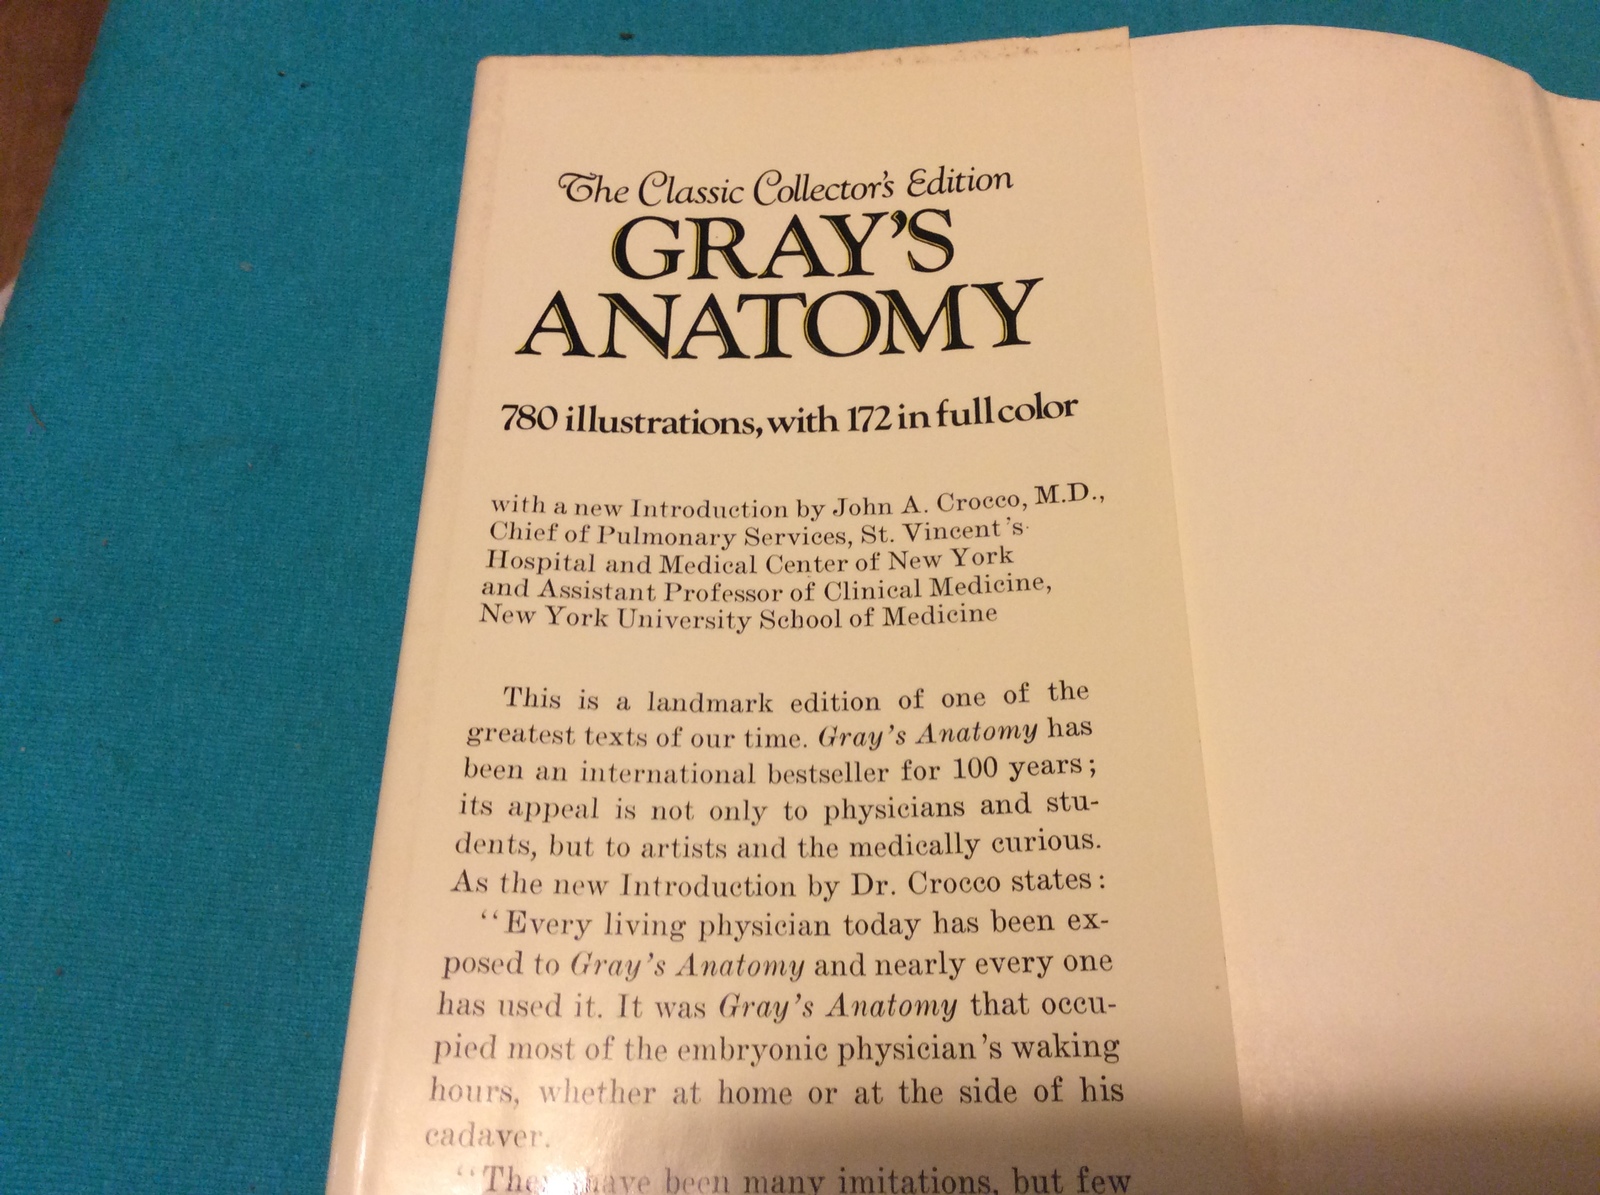 The Classic Collector's Edition
GRAY'S
ANATOMY
780 illustrations, with 172 in full color
with a new Introduction by John A. Crocco, M.D.,
Chief of Pulmonary Services, St. Vincent's
Hospital and Medical Center of New York
and Assistant Professor of Clinical Medicine,
New York University School of Medicine
This is a landmark edition of one of the
greatest texts of our time. Gray's Anatomy has
been an international bestseller for 100 years;
its appeal is not only to physicians and stu-
dents, but to artists and the medically curious.
As the new Introduction by Dr. Crocco states:
"Every living physician today has been ex-
posed to Gray's Anatomy and nearly every one
has used it. It was Gray's Anatomy that occu-
pied most of the embryonic physician's waking
hours, whether at home or at the side of his
cadaver.
have been many imitations, but few